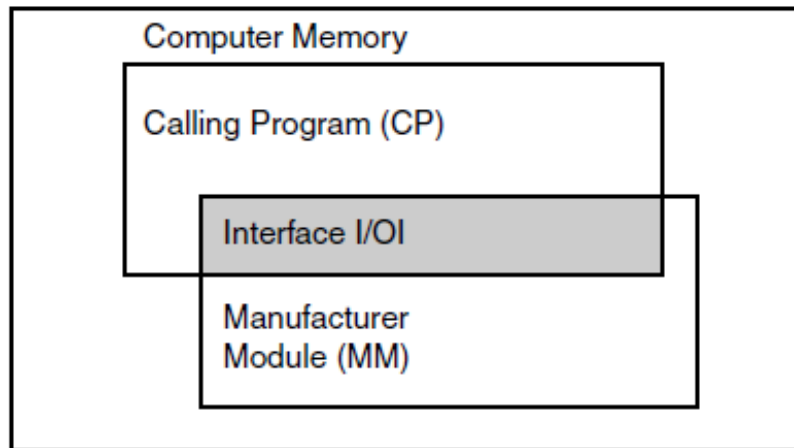 Computer Memory
Calling Program (CP)
Interface I/OI
Manufacturer
Module (MM)